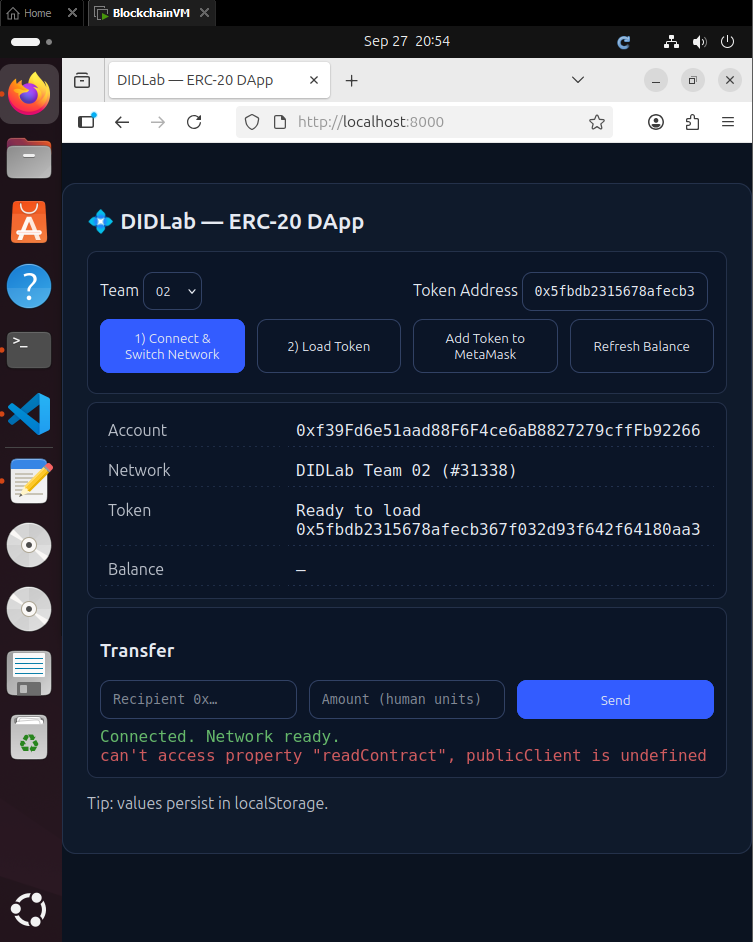 Home
BlockchainVM
Sep 27 20:54
DIDLab — ERC-20 DApp
http://localhost:8000
DIDLab — ERC-20 DApp
Team
02
Token Address
0x5fbdb2315678afecb3
1) Connect &
Switch Network
2) Load Token
Add Token to
MetaMask
Refresh Balance
Account
0xf39Fd6e51aad88F6F4ce6aB8827279cffFb92266
Network
DIDLab Team 02 (#31338)
Token
Ready to load
0x5fbdb2315678afecb367f032d93f642f64180aa3
Balance
—
Transfer
Recipient 0x…
Amount (human units)
Send
Connected. Network ready.
can't access property "readContract", publicClient is undefined
Tip: values persist in localStorage.